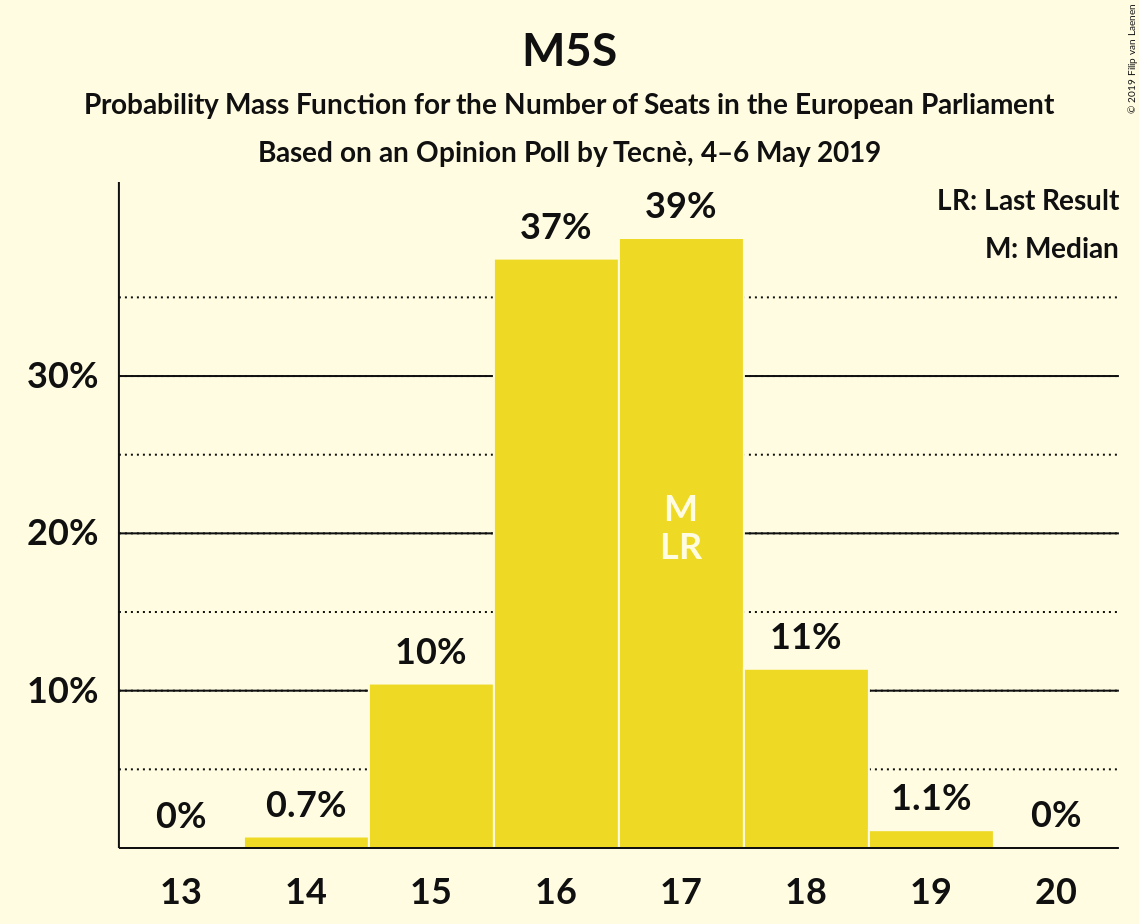 M5S
Probability Mass Function for the Number of Seats in the European Parliament
Based on an Opinion Poll by Tecnè, 4–6 May 2019
© 2019 Filip van Laenen
LR: Last Result
M: Median
39%
37%
30%
M
20%
LR
11%
10%
10%
1.1%
0.7%
0%
0%
13 14 15 16 17 18 19 20